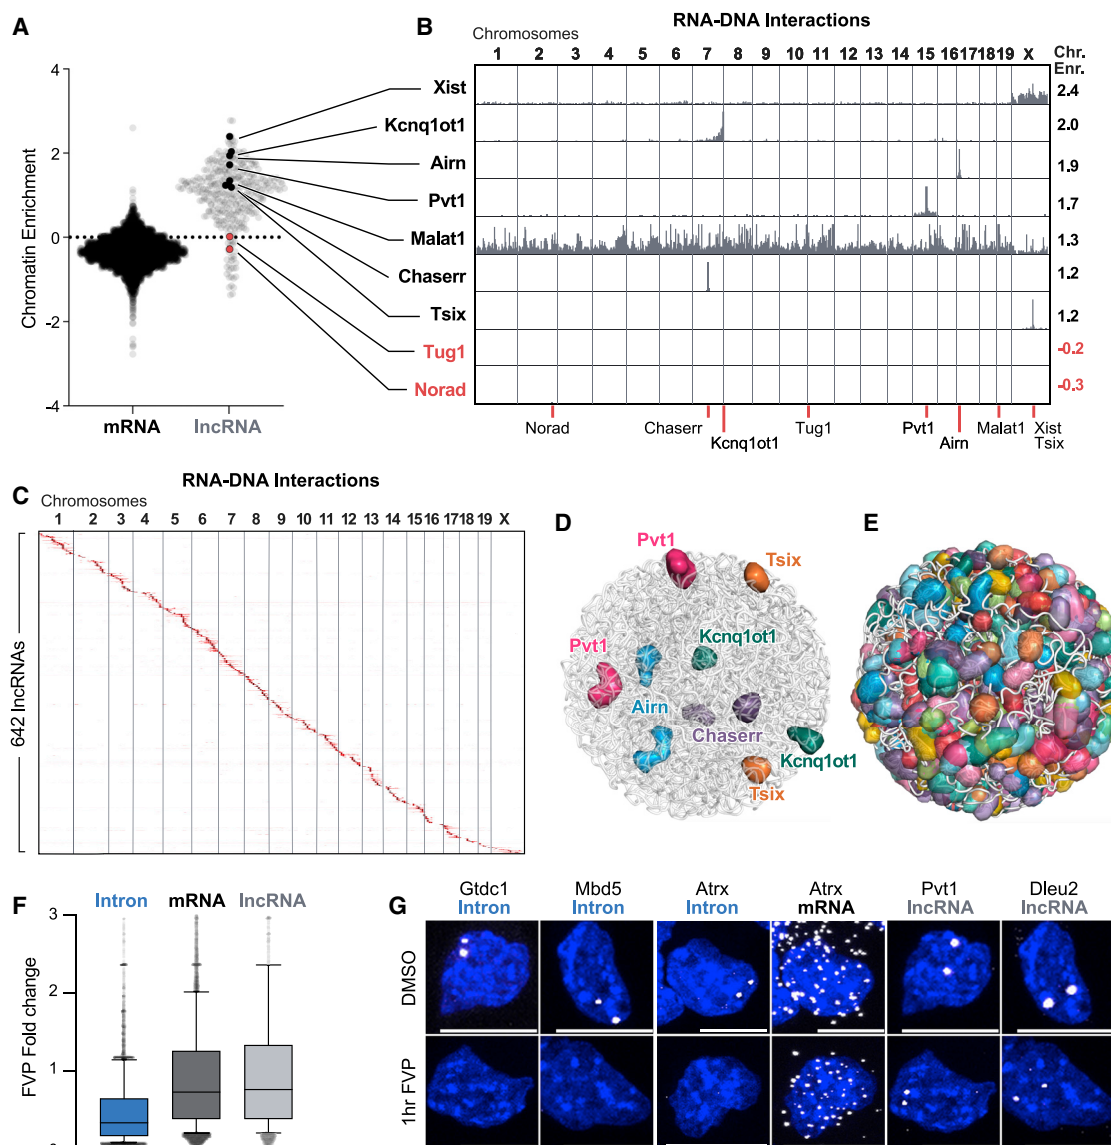 A
4
2
0
-2
-4
Chromatin Enrichment
mRNA
lncRNA
Xist
Kcnq1ot1
Airn
Pvt1
Malat1
Chaserr
Tsix
Tug1
Norad
B
RNA-DNA Interactions
Chromosomes
1 2 3 4 5 6 7 8 9 10 11 12 13 14 15 16 17 18 19 X
Chr. Enr.
2.4
2.0
1.9
1.7
1.3
1.2
1.2
-0.2
-0.3
Norad
Chaserr
Kcnq1ot1
Tug1
Pvt1
Airn
Malat1
Xist
Tsix
C
RNA-DNA Interactions
Chromosomes
1 2 3 4 5 6 7 8 9 10 11 12 13 14 15 16 17 18 19 X
642 lncRNAs
D
Pvt1
Tsix
Pvt1
Kcnq1ot1
Airn
Chaserr
Kcnq1ot1
Tsix
E
F
Intron mRNA lncRNA
3
2
1
FVP Fold change
G
Gtdc1
Intron
Mbd5
Intron
Atrx
Intron
Atrx
mRNA
Pvt1
lncRNA
Dleu2
lncRNA
DMSO
1hr FVP